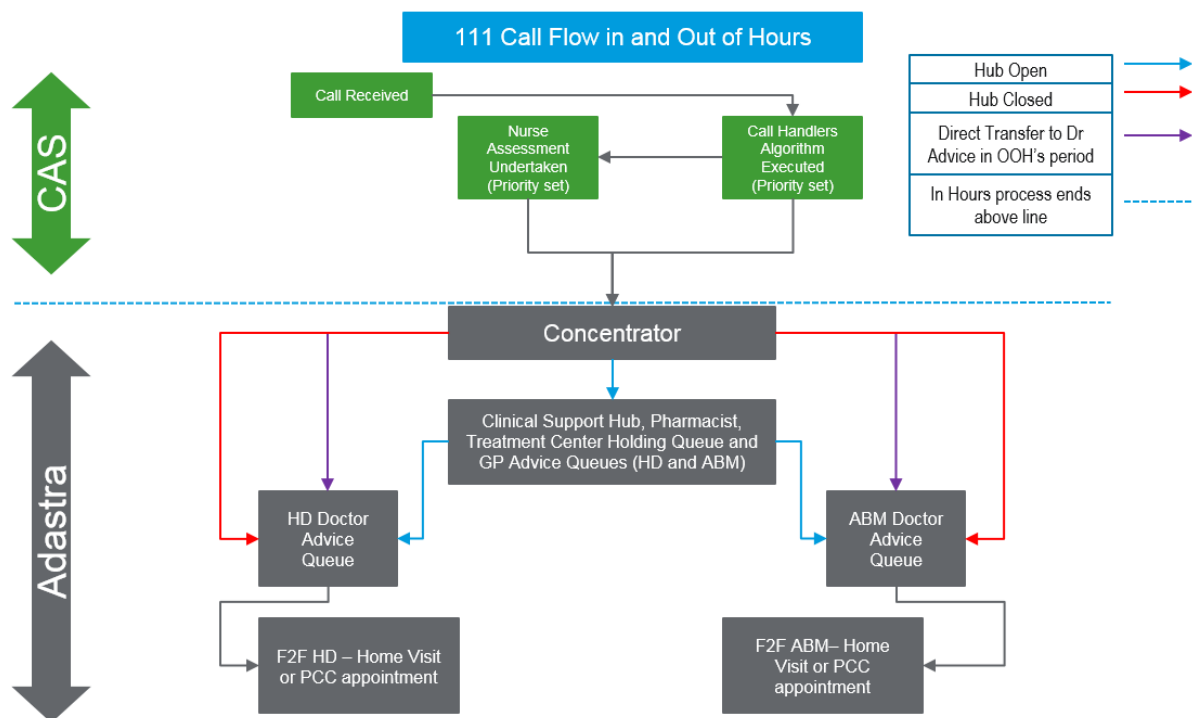 111 Call Flow in and Out of Hours
CAS
Call Received
Nurse
Assessment
Undertaken
(Priority set)
Call Handlers
Algorithm
Executed
(Priority set)
Hub Open
Hub Closed
Direct Transfer to Dr
Advice in OOH's period
In Hours process ends
above line
Adastra
Concentrator
Clinical Support Hub, Pharmacist,
Treatment Center Holding Queue and
GP Advice Queues (HD and ABM)
HD Doctor
Advice
Queue
ABM Doctor
Advice
Queue
F2F HD – Home Visit
or PCC appointment
F2F ABM– Home
Visit or PCC
appointment